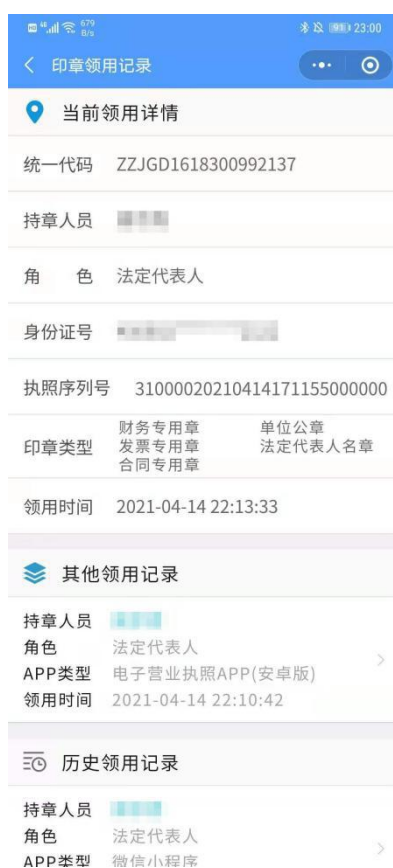 HD 4G 679 B/s 23:00
印章领用记录
当前领用详情
统一代码 ZZJGD1618300992137
持章人员
角 色 法定代表人
身份证号
执照序列号 31000020210414171155000000
印章类型 财务专用章 单位公章
发票专用章 法定代表人名章
合同专用章
领用时间 2021-04-14 22:13:33
其他领用记录
持章人员
角色 法定代表人
APP类型 电子营业执照APP(安卓版)
领用时间 2021-04-14 22:10:42
历史领用记录
持章人员
角色 法定代表人
APP类型 微信小程序